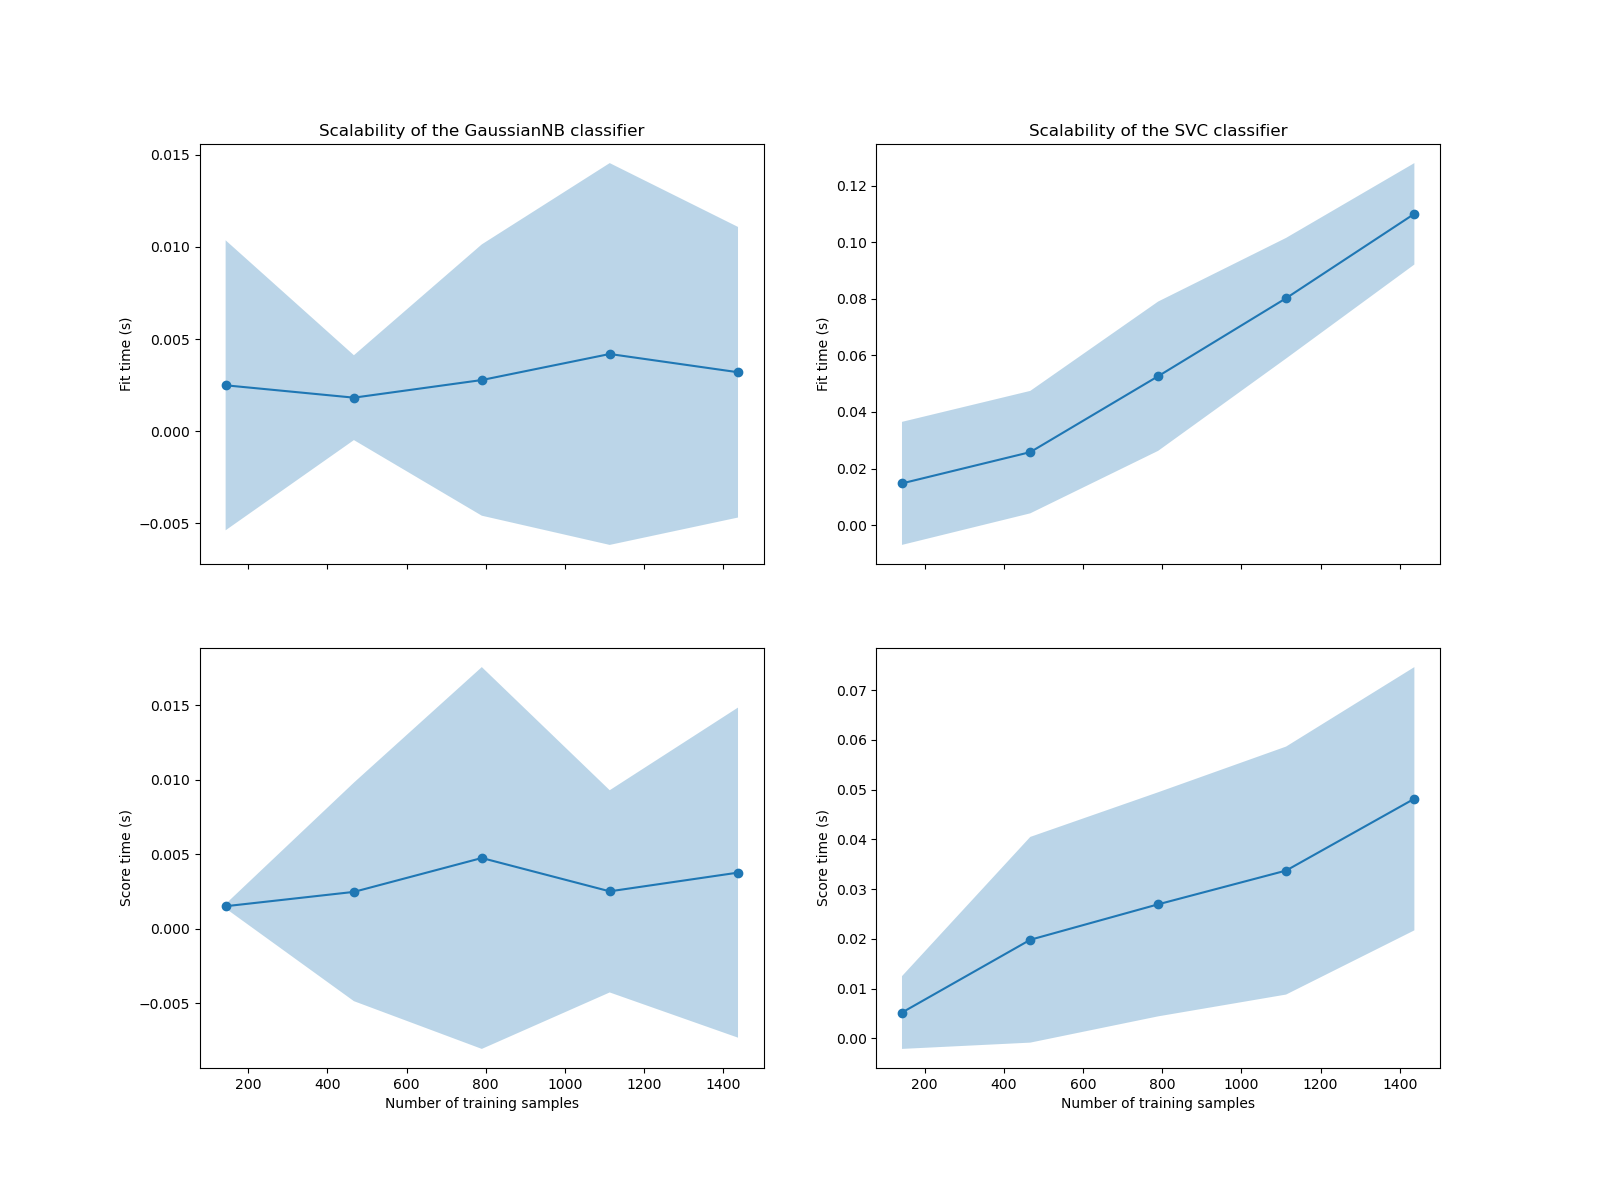 Scalability of the GaussianNB classifier
0.015
0.010
0.005
0.000
−0.005
Fit time (s)
Scalability of the SVC classifier
0.12
0.10
0.08
0.06
0.04
0.02
0.00
Fit time (s)
0.015
0.010
0.005
0.000
−0.005
Score time (s)
200 400 600 800 1000 1200 1400
Number of training samples
0.07
0.06
0.05
0.04
0.03
0.02
0.01
0.00
Score time (s)
200 400 600 800 1000 1200 1400
Number of training samples